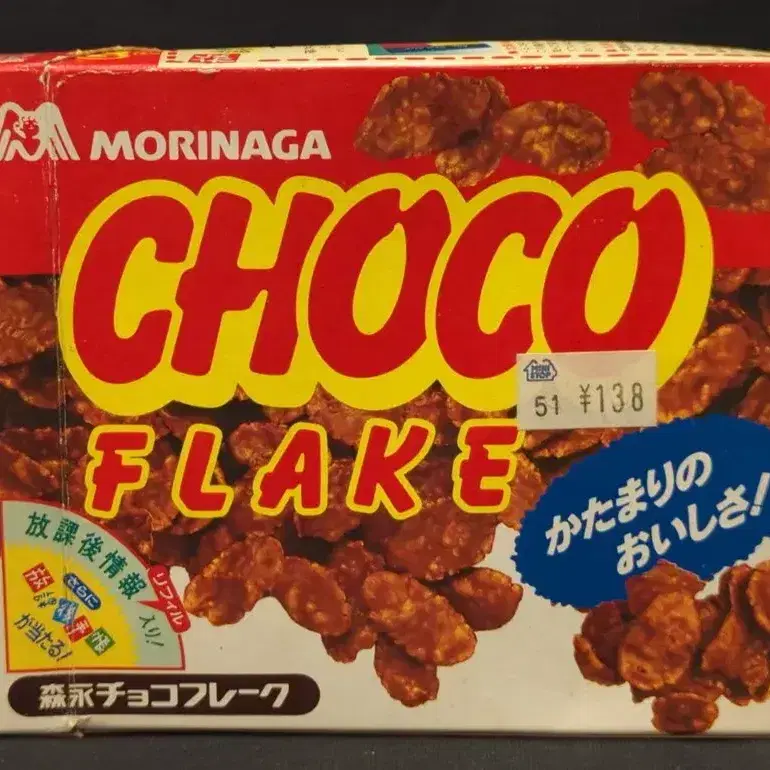 MORINAGA
CHOCO
FLAKE
MINI
STOP
51 ¥138
かたまりの
おいしさ!
放課後情報
リフィル
入り!
さらに
が当たる!
森永チョコフレーク